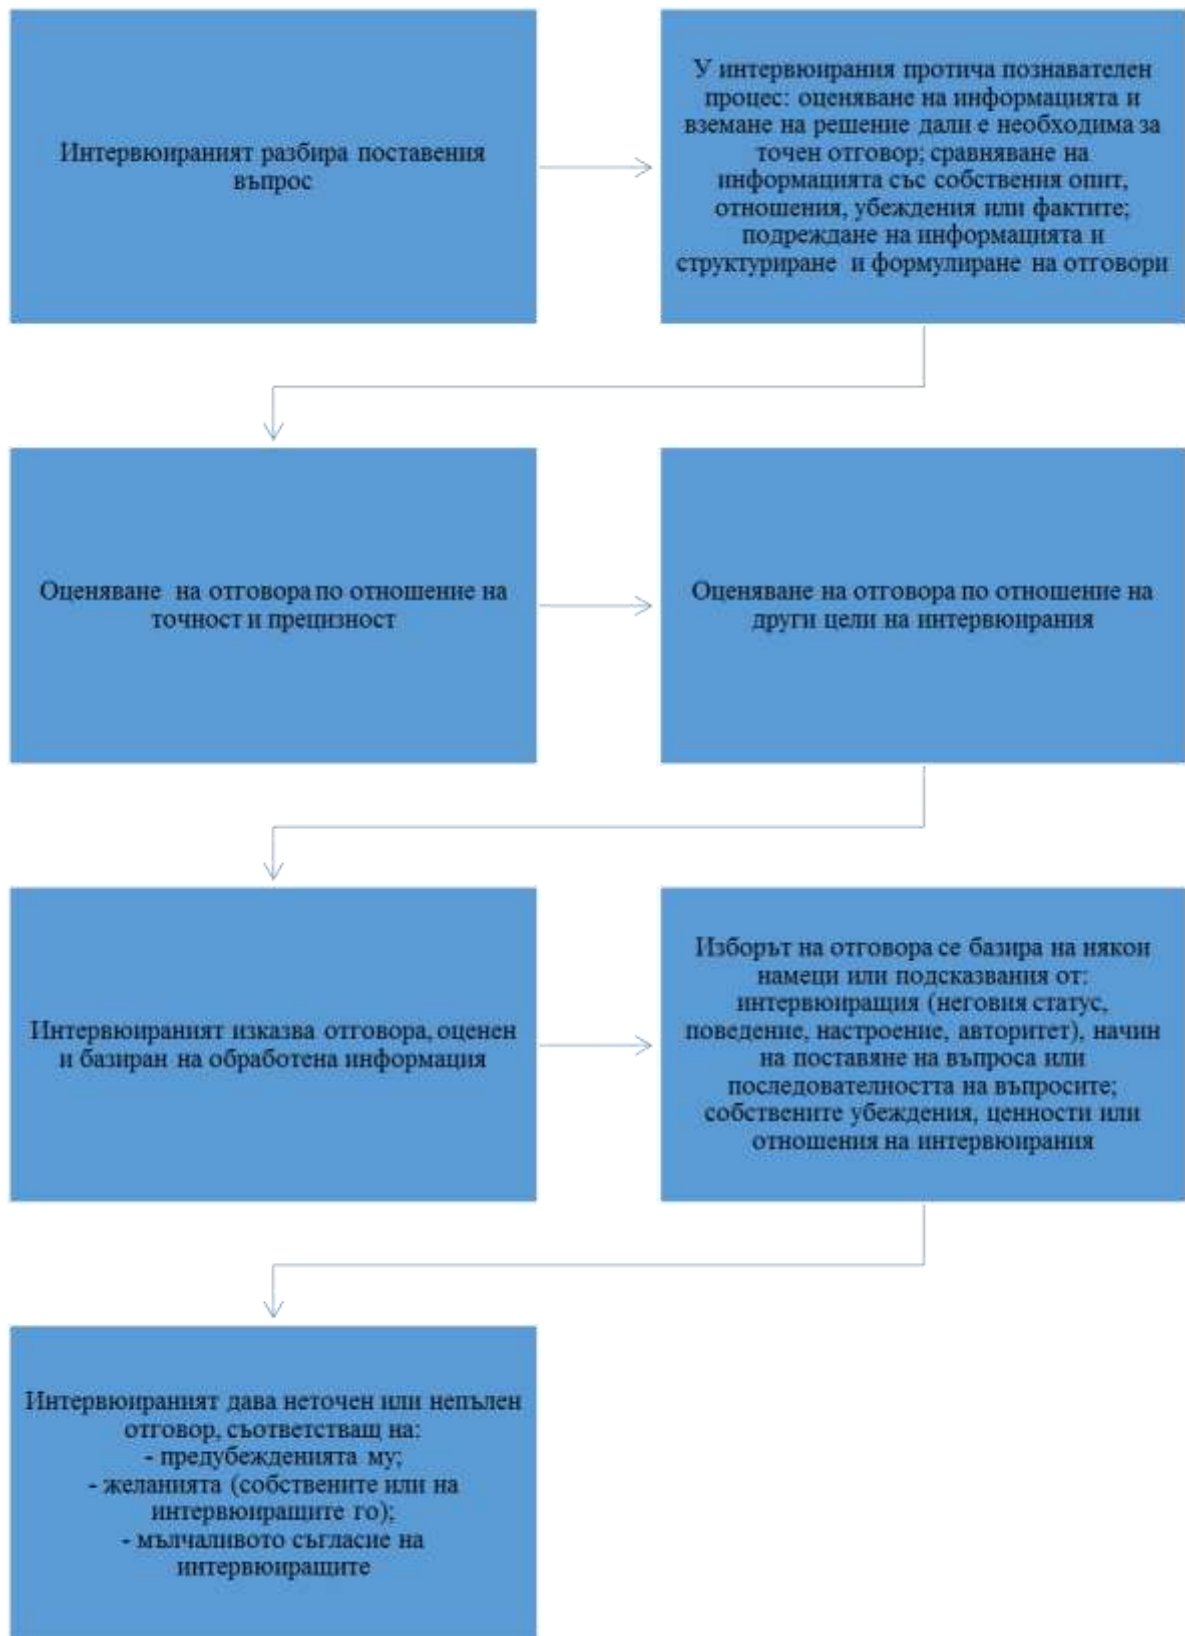 Интервюираният разбира поставения
въпрос
У интервюирания протича познавателен
процес: оценяване на информацията и
вземане на решение дали е необходима за
точен отговор; сравняване на
информацията със собствения опит,
отношения, убеждения или фактите;
подреждане на информацията и
структуриране и формулиране на отговори
Оценяване на отговора по отношение на
точност и прецизност
Оценяване на отговора по отношение на
други цели на интервюирания
Интервюираният изказва отговора, оценен
и базиран на обработена информация
Изборът на отговора се базира на някои
намеци или подсказвания от:
интервюиращия (неговия статус,
поведение, настроение, авторитет), начин
на поставяне на въпроса или
последователността на въпросите;
собствените убеждения, ценности или
отношения на интервюирания
Интервюираният дава неточен или непълен
отговор, съответстващ на:
- предубежденията му;
- желанията (собствените или на
интервюиращите го);
- мълчаливото съгласие на
интервюиращите